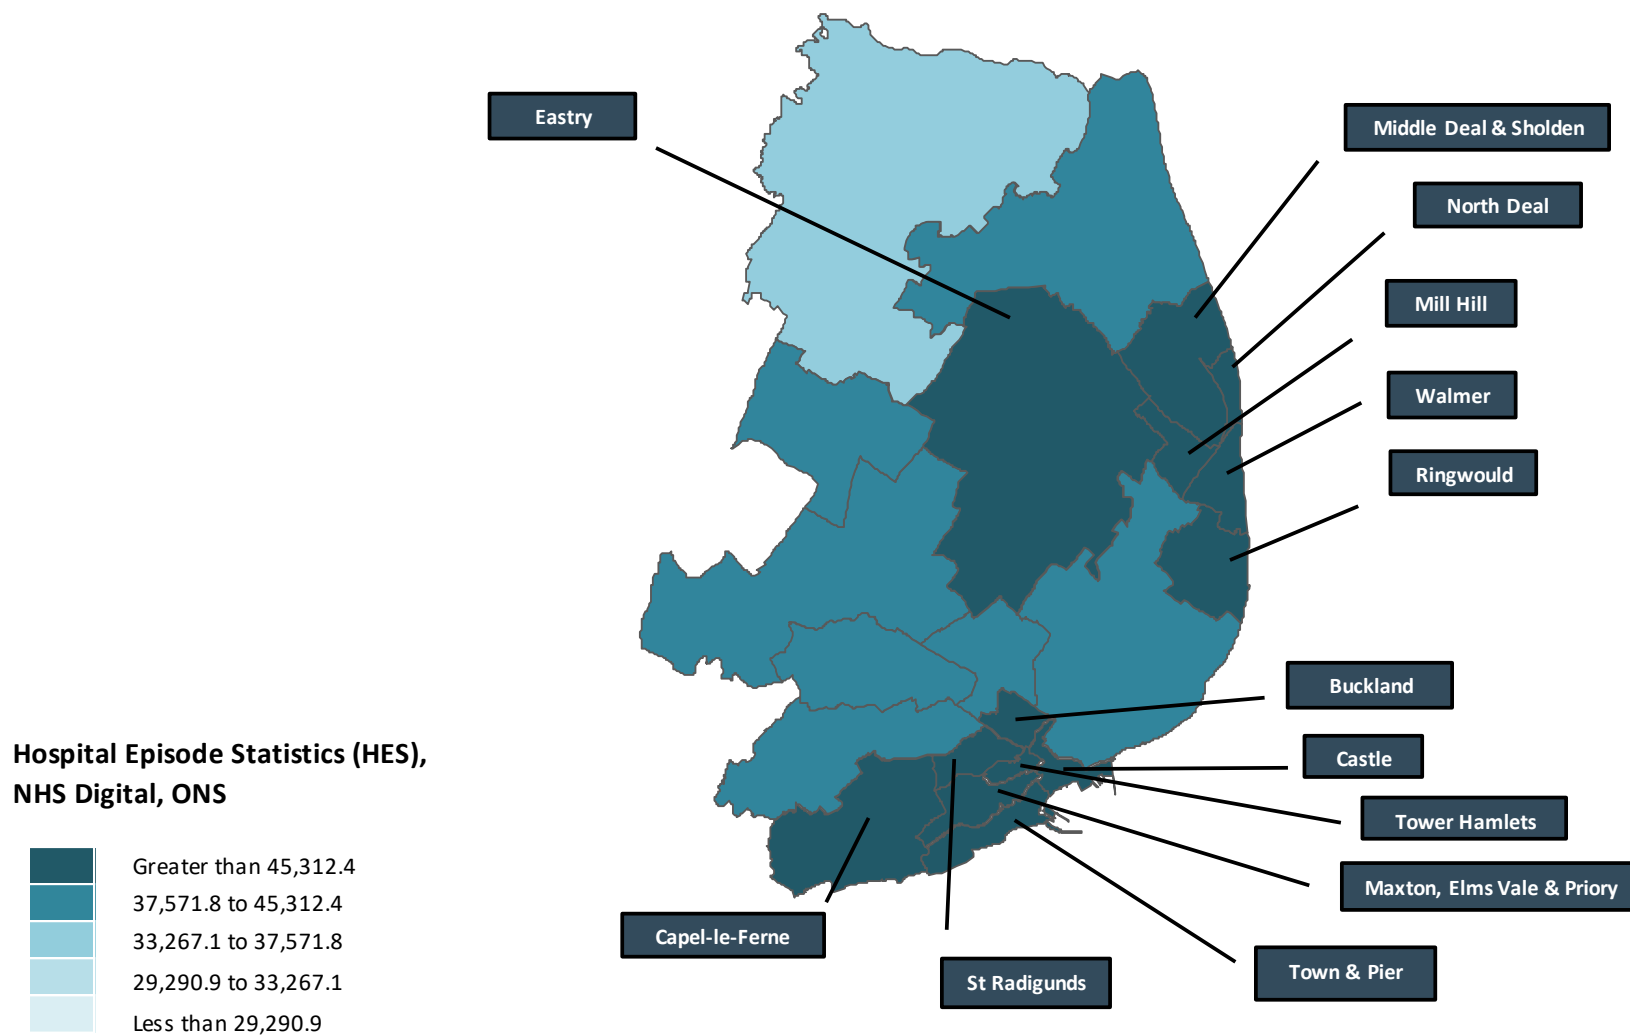 Eastry
Middle Deal & Sholden
North Deal
Mill Hill
Walmer
Ringwould
Buckland
Castle
Tower Hamlets
Maxton, Elms Vale & Priory
Town & Pier
St Radigunds
Capel-le-Ferne
Hospital Episode Statistics (HES),
NHS Digital, ONS
Greater than 45,312.4
37,571.8 to 45,312.4
33,267.1 to 37,571.8
29,290.9 to 33,267.1
Less than 29,290.9